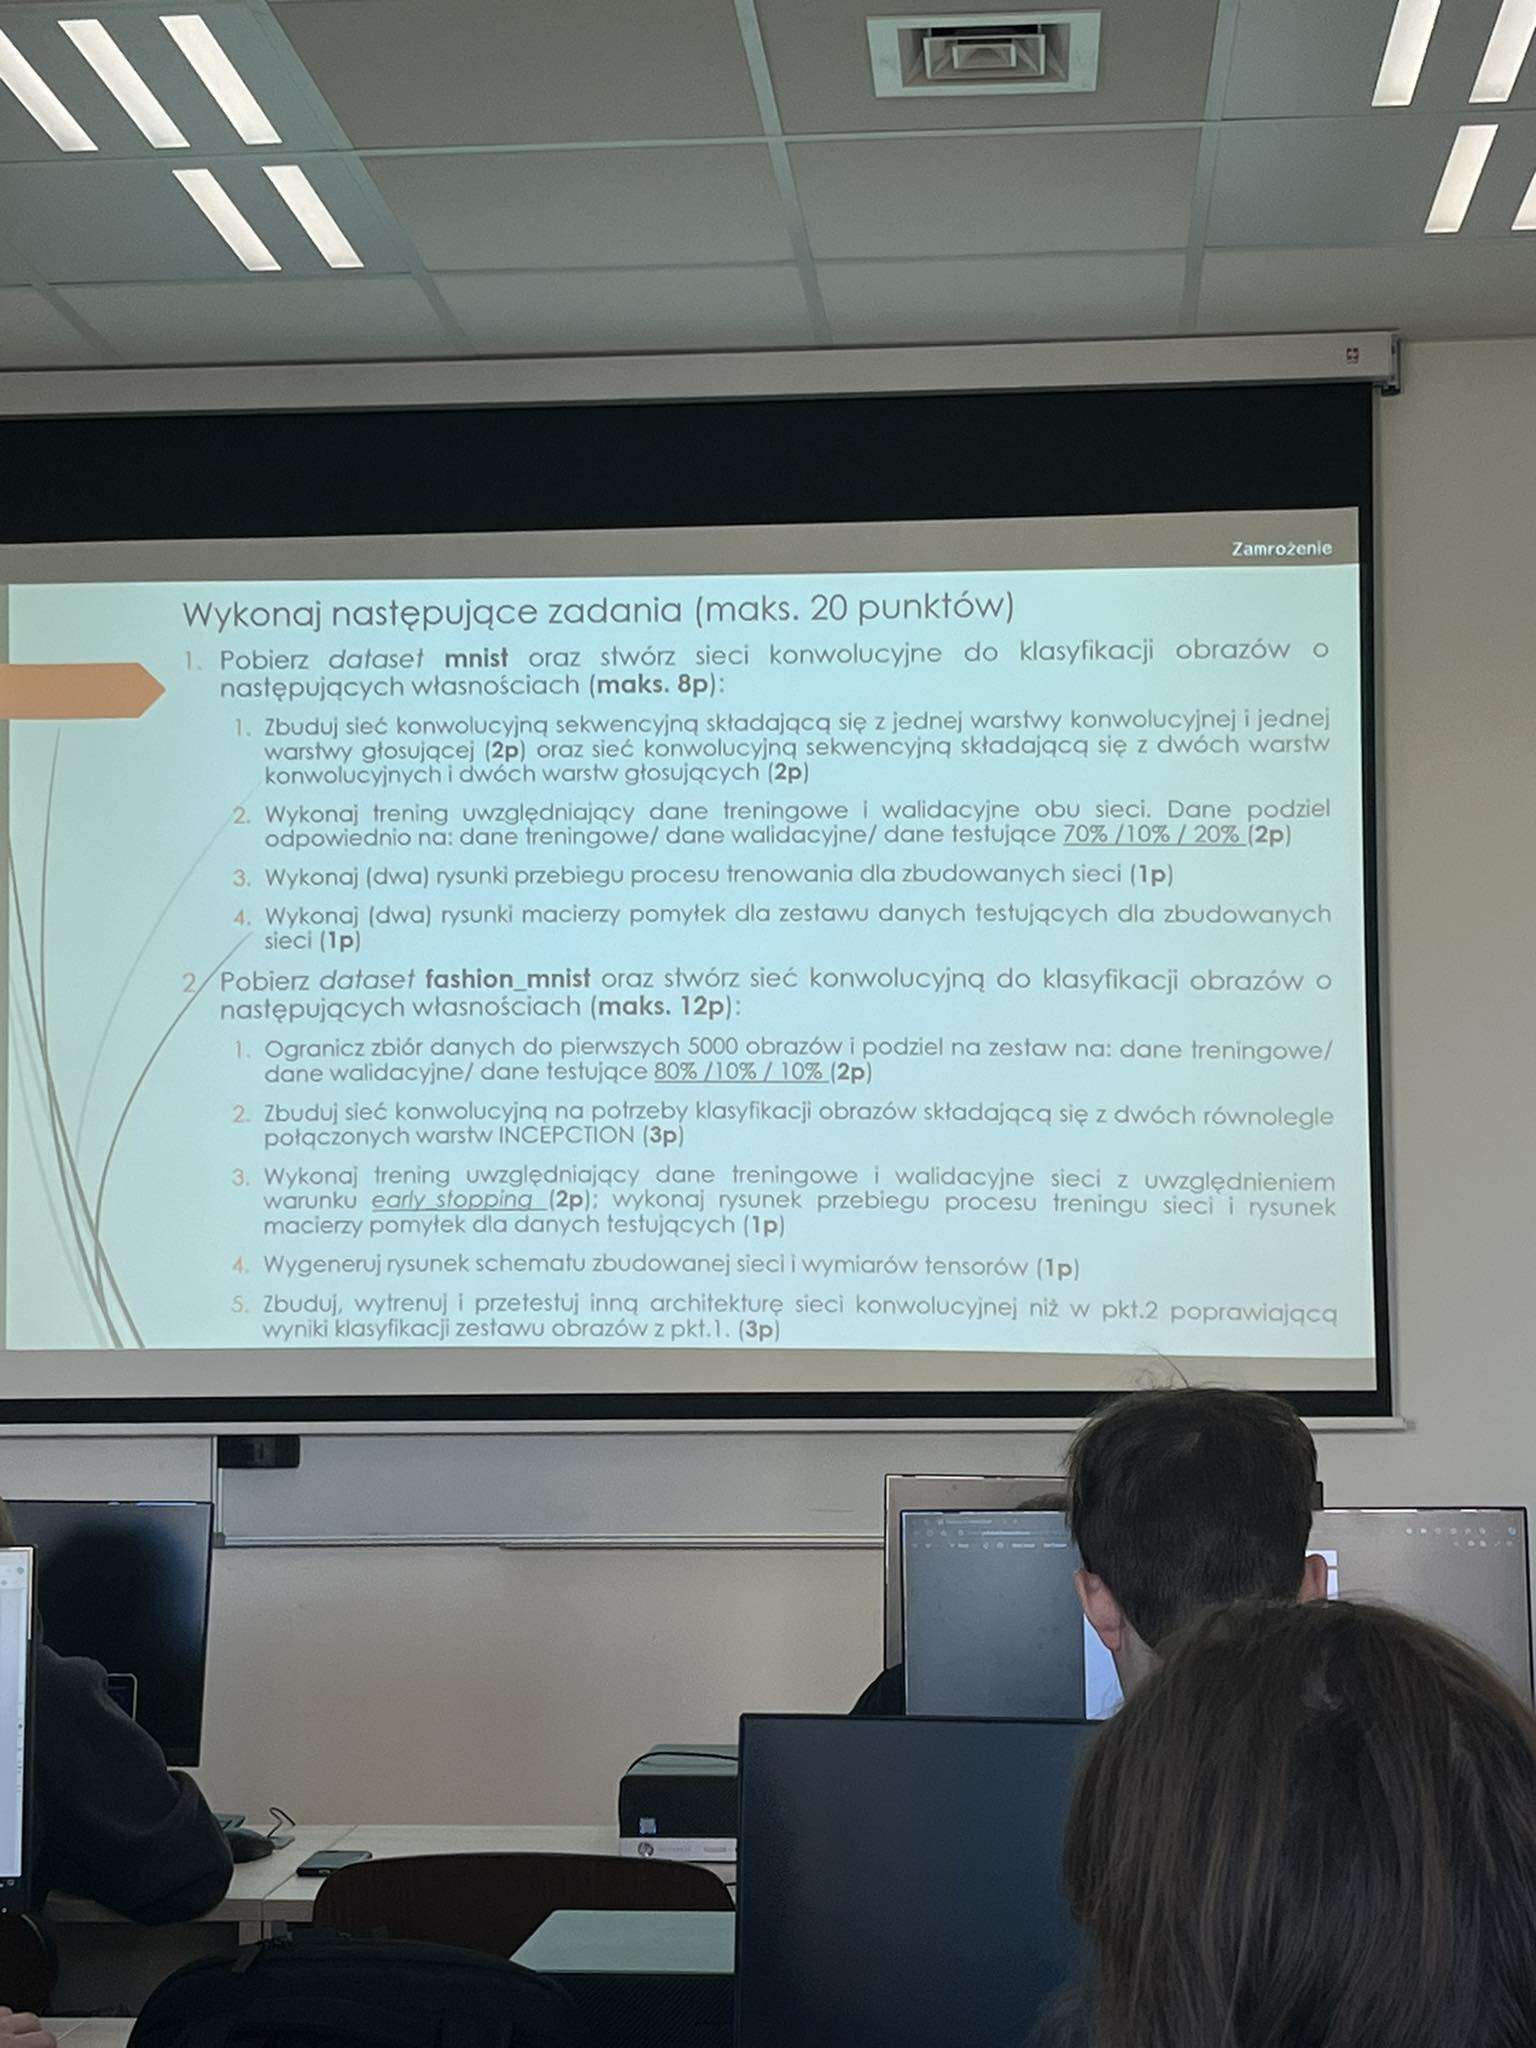 Zamrożenie
Wykonaj następujące zadania (maks. 20 punktów)
1. Pobierz dataset mnist oraz stwórz sieci konwolucyjne do klasyfikacji obrazów o
następujących własnościach (maks. 8p):
1. Zbuduj sieć konwolucyjną sekwencyjną składającą się z jednej warstwy konwolucyjnej i jednej
warstwy głosującej (2p) oraz sieć konwolucyjną sekwencyjną składającą się z dwóch warstw
konwolucyjnych i dwóch warstw głosujących (2p)
2. Wykonaj trening uwzględniający dane treningowe i walidacyjne obu sieci. Dane podziel
odpowiednio na: dane treningowe/ dane walidacyjne/ dane testujące 70% /10% / 20% (2p)
3. Wykonaj (dwa) rysunki przebiegu procesu trenowania dla zbudowanych sieci (1p)
4. Wykonaj (dwa) rysunki macierzy pomyłek dla zestawu danych testujących dla zbudowanych
sieci (1p)
2. Pobierz dataset fashion_mnist oraz stwórz sieć konwolucyjną do klasyfikacji obrazów o
następujących własnościach (maks. 12p):
1. Ogranicz zbiór danych do pierwszych 5000 obrazów i podziel na zestaw na: dane treningowe/
dane walidacyjne/ dane testujące 80% /10% / 10% (2p)
2. Zbuduj sieć konwolucyjną na potrzeby klasyfikacji obrazów składającą się z dwóch równolegle
połączonych warstw INCEPCTION (3p)
3. Wykonaj trening uwzględniający dane treningowe i walidacyjne sieci z uwzględnieniem
warunku early_stopping (2p); wykonaj rysunek przebiegu procesu treningu sieci i rysunek
macierzy pomyłek dla danych testujących (1p)
4. Wygeneruj rysunek schematu zbudowanej sieci i wymiarów tensorów (1p)
5. Zbuduj, wytrenuj i przetestuj inną architekturę sieci konwolucyjnej niż w pkt.2 poprawiającą
wyniki klasyfikacji zestawu obrazów z pkt.1. (3p)